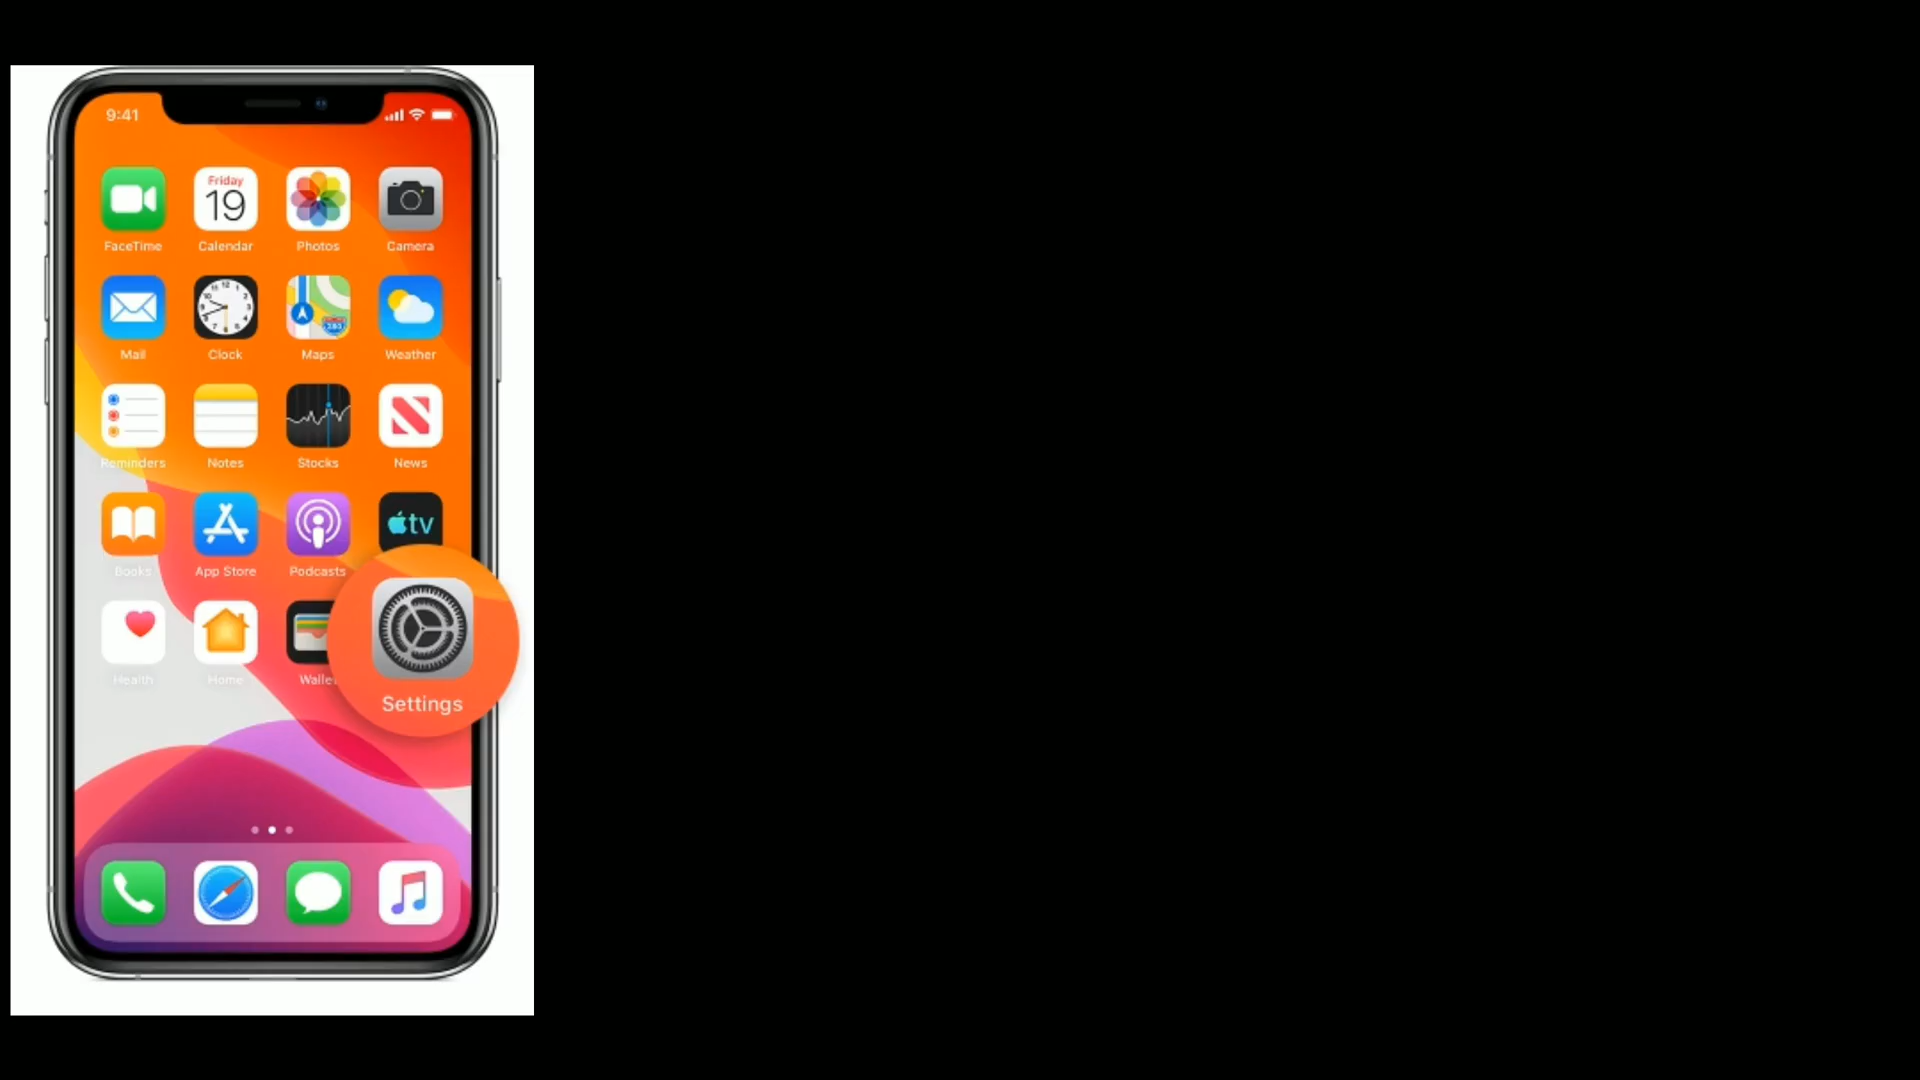 9:41
Friday
19
FaceTime Calendar Photos Camera
Mail Clock Maps Weather
Reminders Notes Stocks News
tv
Books App Store Podcasts
Health Home
Settings